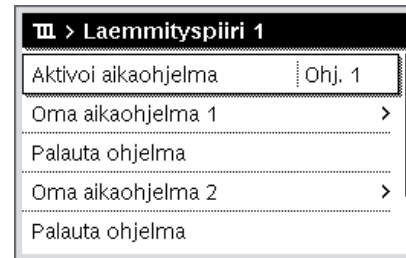 > Laemmityspiiri 1
Aktivoi aikaohjelma Ohj. 1
Oma aikaohjelma 1 >
Palauta ohjelma
Oma aikaohjelma 2 >
Palauta ohjelma